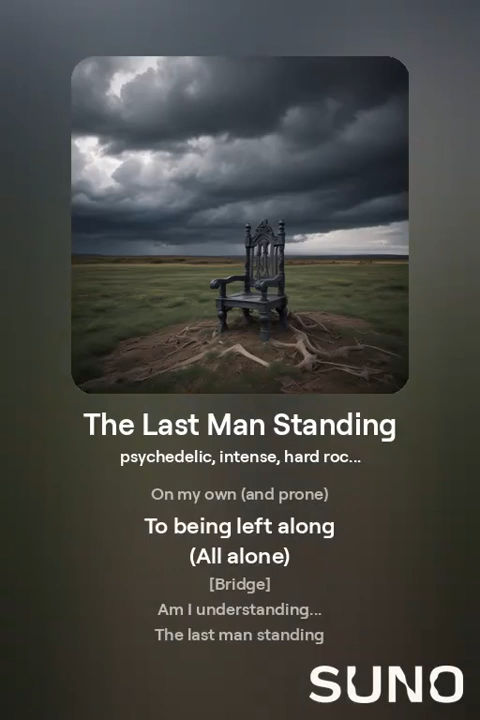 The Last Man Standing
psychedelic, intense, hard roc...
On my own (and prone)
To being left along
(All alone)
[Bridge]
Am I understanding...
The last man standing
SUNO